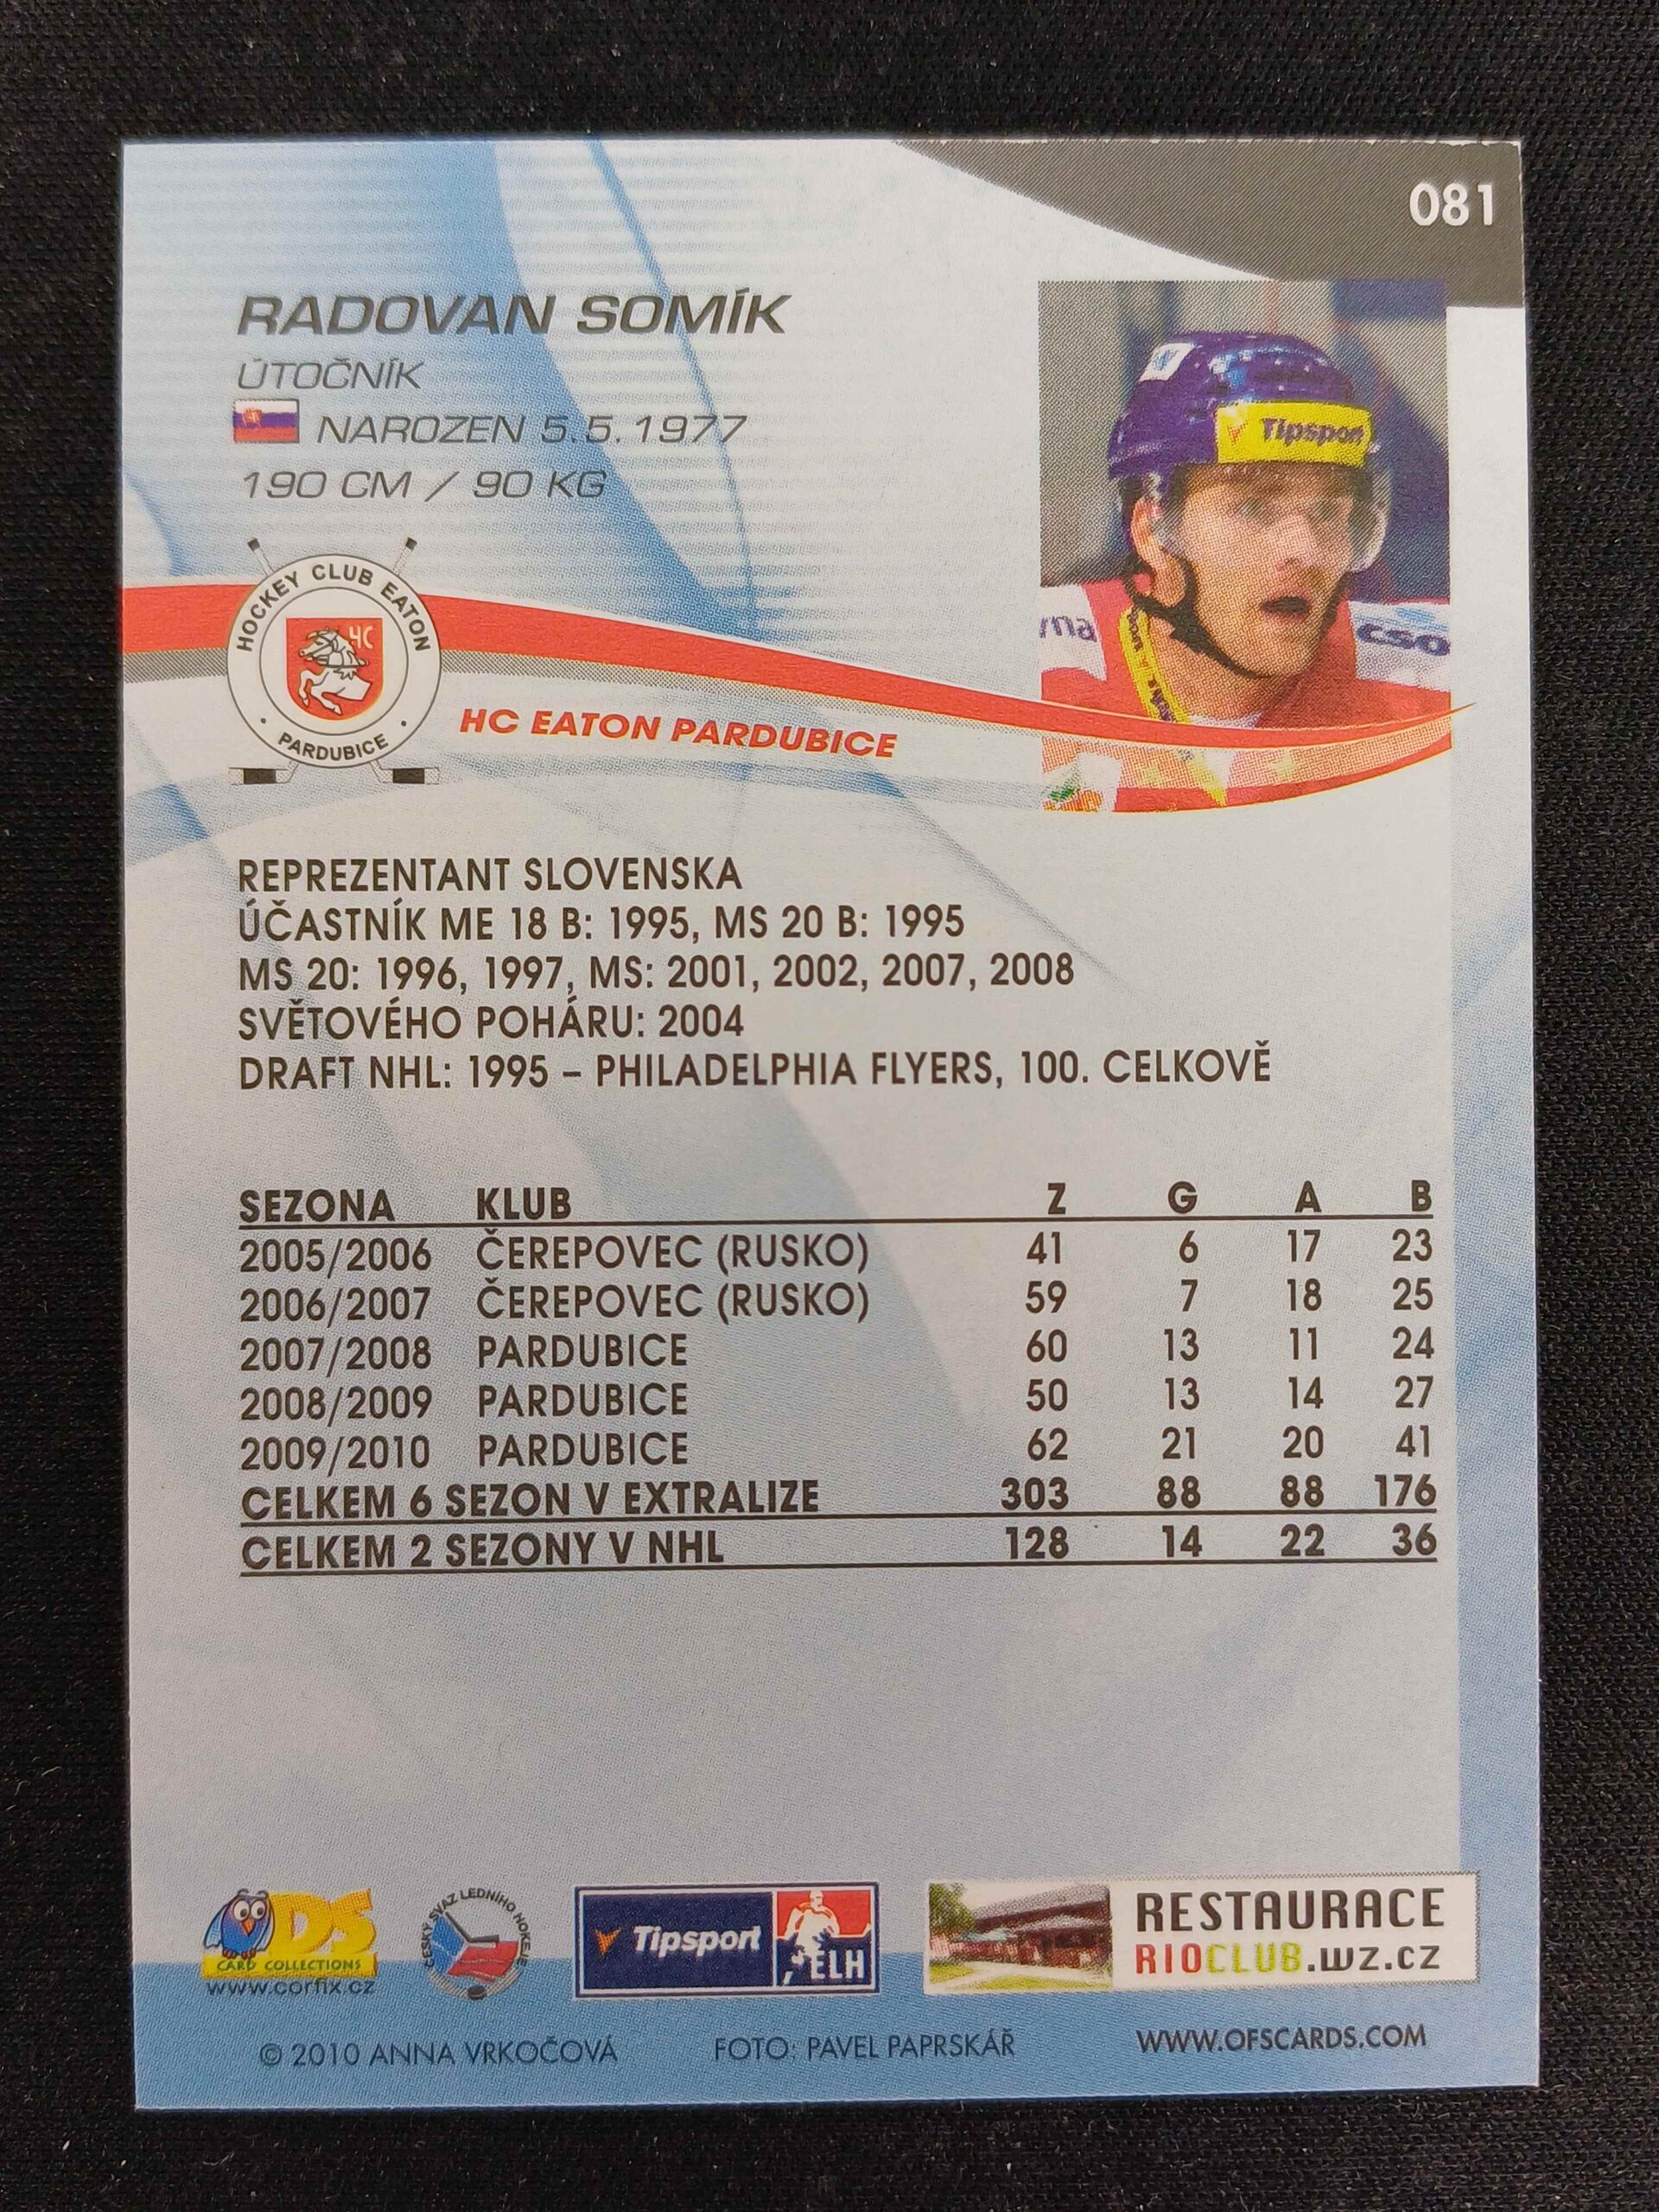 081
RADOVAN SOMÍK
ÚTOČNÍK
NAROZEN 5.5.1977
190 CM / 90 KG
Tipsport
HOCKEY CLUB EATON
HC
PARDUBICE
HC EATON PARDUBICE
REPREZENTANT SLOVENSKA
ÚČASTNÍK ME 18 B: 1995, MS 20 B: 1995
MS 20: 1996, 1997, MS: 2001, 2002, 2007, 2008
SVĚTOVÉHO POHÁRU: 2004
DRAFT NHL: 1995 – PHILADELPHIA FLYERS, 100. CELKOVĚ
SEZONA KLUB Z G A B
2005/2006 ČEREPOVEC (RUSKO) 41 6 17 23
2006/2007 ČEREPOVEC (RUSKO) 59 7 18 25
2007/2008 PARDUBICE 60 13 11 24
2008/2009 PARDUBICE 50 13 14 27
2009/2010 PARDUBICE 62 21 20 41
CELKEM 6 SEZON V EXTRALIZE 303 88 88 176
CELKEM 2 SEZONY V NHL 128 14 22 36
DS
CARD COLLECTIONS
www.corfix.cz
ČESKÝ SVAZ LEDNÍHO HOKEJE
Tipsport
ELH
RESTAURACE
RIOCLUB.WZ.CZ
© 2010 ANNA VRKOČOVÁ FOTO: PAVEL PAPRSKÁŘ WWW.OFSCARDS.COM